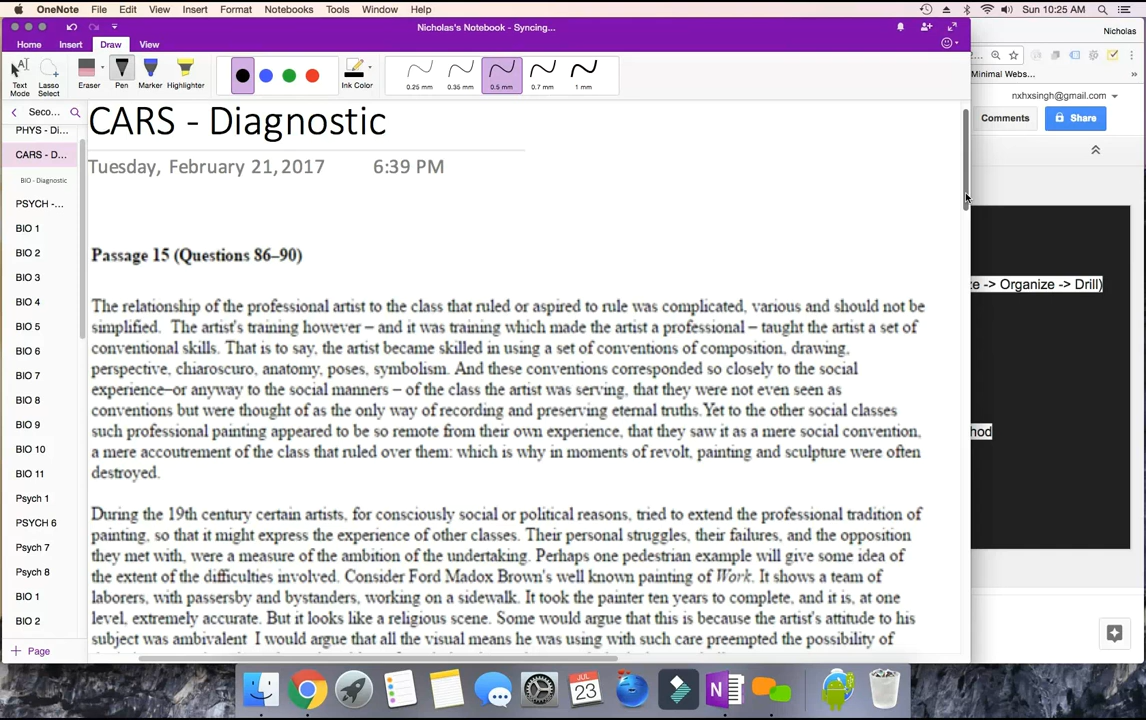 OneNote File Edit View Insert Format Notebooks Tools Window Help Sun 10:25 AM Nicholas
Nicholas's Notebook - Syncing...
Home Insert Draw View
Text Mode Lasso Select Eraser Pen Marker Highlighter Ink Color 0.25 mm 0.35 mm 0.5 mm 0.7 mm 1 mm
Minimal Webs...
nxhxsingh@gmail.com
Comments Share
Seco...
PHYS - Di...
CARS - D...
BIO - Diagnostic
PSYCH -...
BIO 1
BIO 2
BIO 3
BIO 4
BIO 5
BIO 6
BIO 7
BIO 8
BIO 9
BIO 10
BIO 11
Psych 1
PSYCH 6
Psych 7
Psych 8
BIO 1
BIO 2
+ Page
CARS - Diagnostic
Tuesday, February 21, 2017 6:39 PM
Passage 15 (Questions 86–90)
The relationship of the professional artist to the class that ruled or aspired to rule was complicated, various and should not be
simplified. The artist's training however – and it was training which made the artist a professional – taught the artist a set of
conventional skills. That is to say, the artist became skilled in using a set of conventions of composition, drawing,
perspective, chiaroscuro, anatomy, poses, symbolism. And these conventions corresponded so closely to the social
experience–or anyway to the social manners – of the class the artist was serving, that they were not even seen as
conventions but were thought of as the only way of recording and preserving eternal truths.Yet to the other social classes
such professional painting appeared to be so remote from their own experience, that they saw it as a mere social convention,
a mere accoutrement of the class that ruled over them: which is why in moments of revolt, painting and sculpture were often
destroyed.
During the 19th century certain artists, for consciously social or political reasons, tried to extend the professional tradition of
painting, so that it might express the experience of other classes. Their personal struggles, their failures, and the opposition
they met with, were a measure of the ambition of the undertaking. Perhaps one pedestrian example will give some idea of
the extent of the difficulties involved. Consider Ford Madox Brown's well known painting of Work. It shows a team of
laborers, with passersby and bystanders, working on a sidewalk. It took the painter ten years to complete, and it is, at one
level, extremely accurate. But it looks like a religious scene. Some would argue that this is because the artist's attitude to his
subject was ambivalent I would argue that all the visual means he was using with such care preempted the possibility of
ze -> Organize -> Drill)
hod
JUL 23